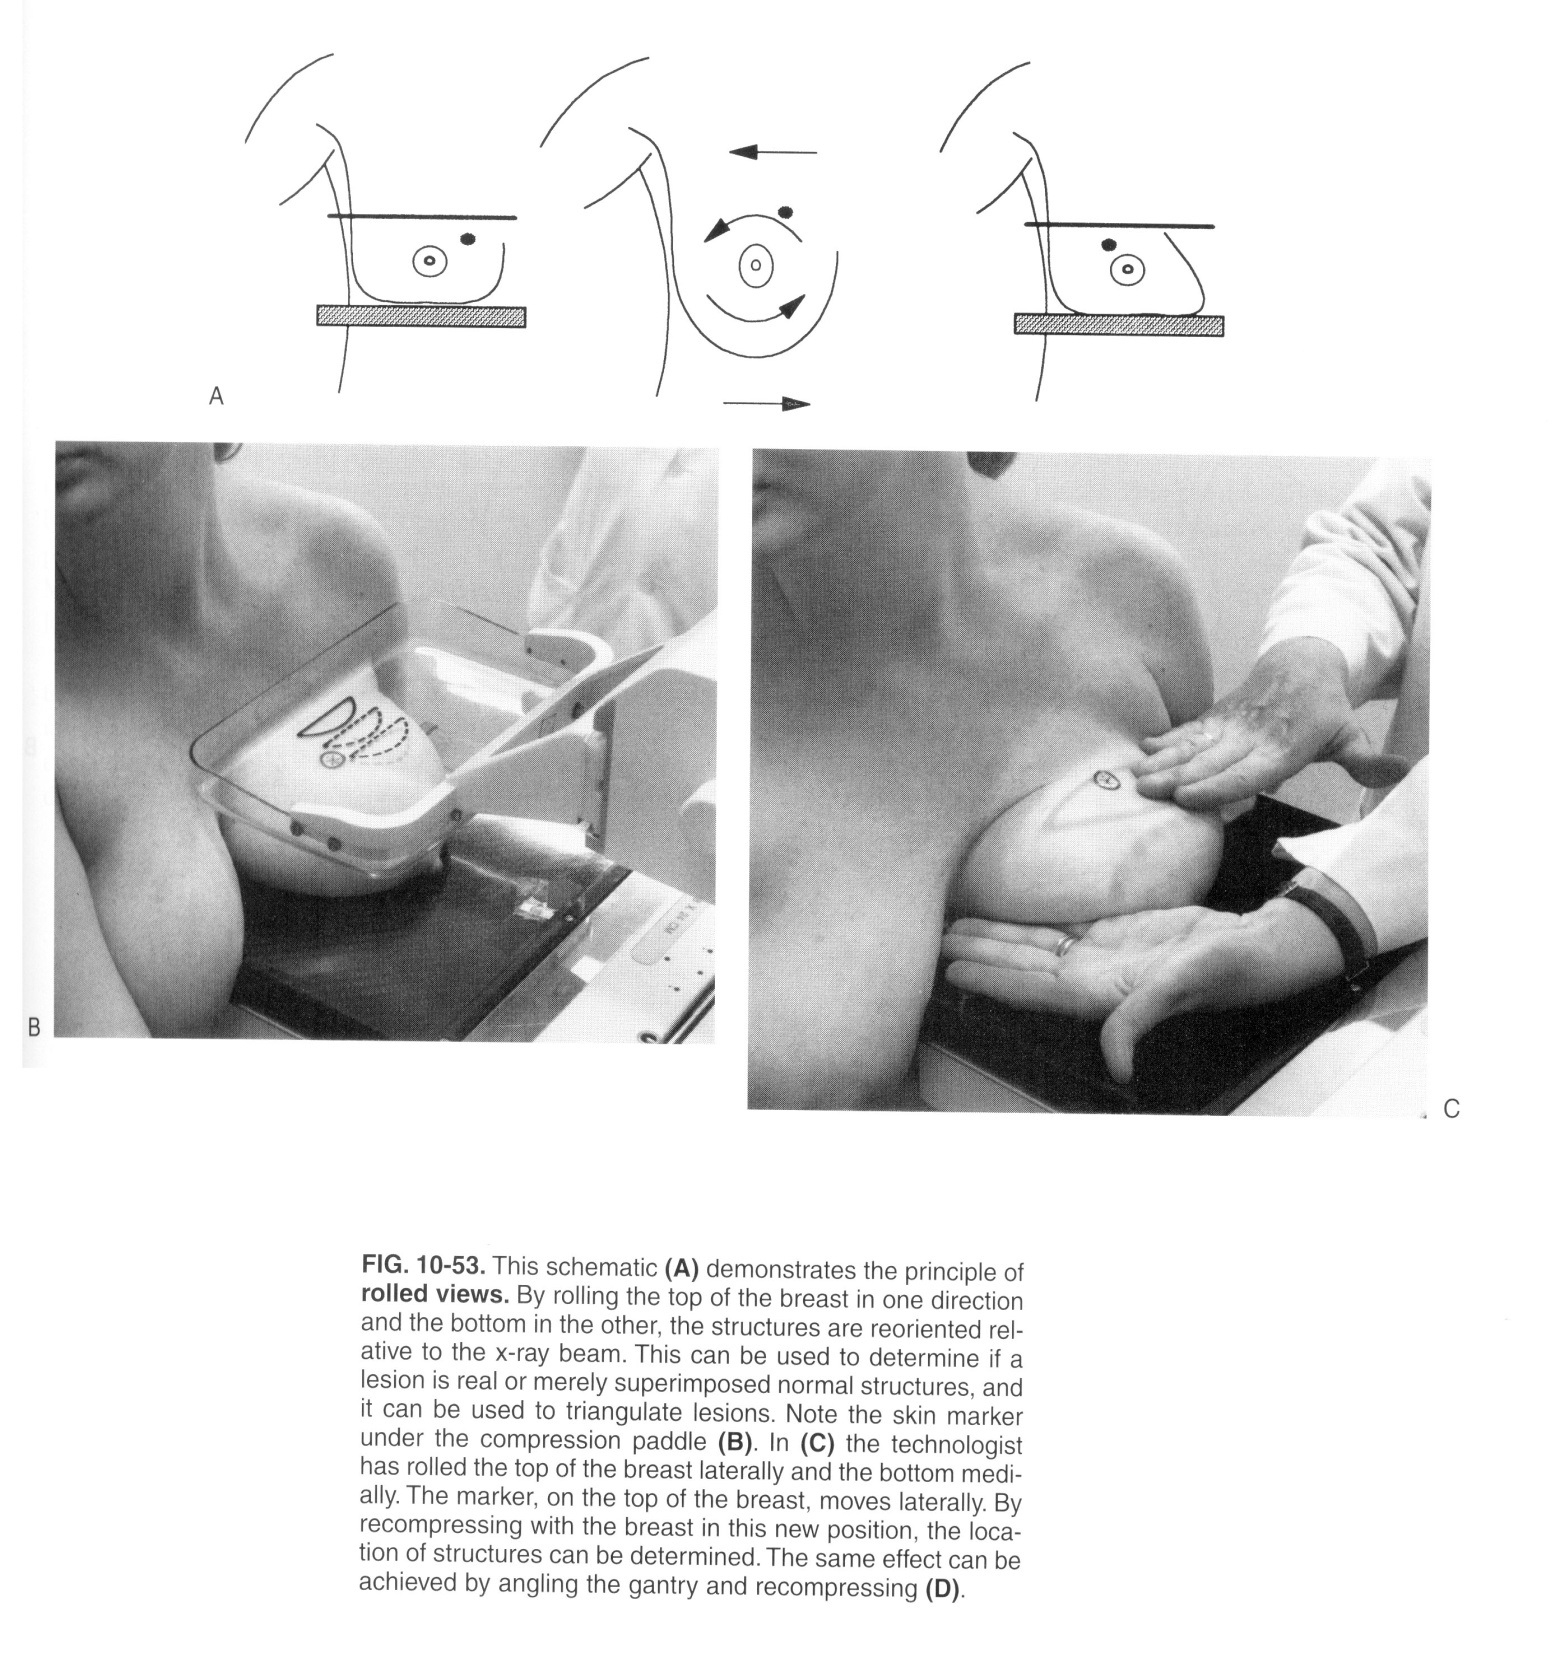 A
B
C
FIG. 10-53. This schematic (A) demonstrates the principle of
rolled views. By rolling the top of the breast in one direction
and the bottom in the other, the structures are reoriented rel-
ative to the x-ray beam. This can be used to determine if a
lesion is real or merely superimposed normal structures, and
it can be used to triangulate lesions. Note the skin marker
under the compression paddle (B). In (C) the technologist
has rolled the top of the breast laterally and the bottom medi-
ally. The marker, on the top of the breast, moves laterally. By
recompressing with the breast in this new position, the loca-
tion of structures can be determined. The same effect can be
achieved by angling the gantry and recompressing (D).